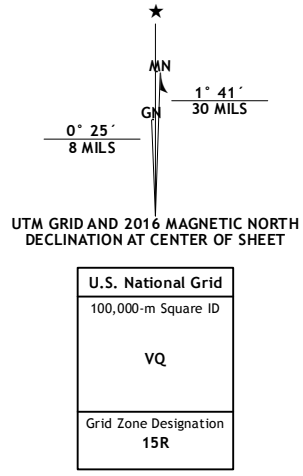 MN
1° 41´
30 MILS
GN
0° 25´
8 MILS
UTM GRID AND 2016 MAGNETIC NORTH
DECLINATION AT CENTER OF SHEET
U.S. National Grid
100,000-m Square ID
VQ
Grid Zone Designation
15R